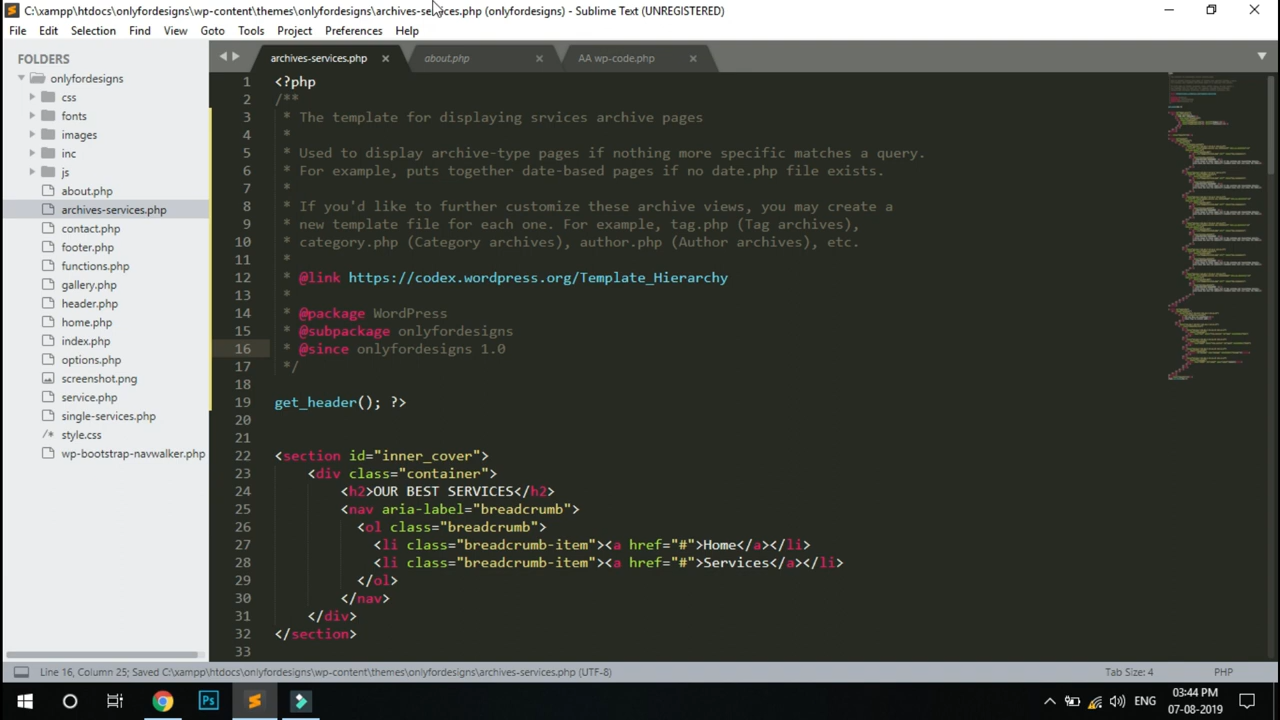 C:\xampp\htdocs\onlyfordesigns\wp-content\themes\onlyfordesigns\archives-services.php (onlyfordesigns) - Sublime Text (UNREGISTERED)
File Edit Selection Find View Goto Tools Project Preferences Help
FOLDERS
onlyfordesigns
css
fonts
images
inc
js
about.php
archives-services.php
contact.php
footer.php
functions.php
gallery.php
header.php
home.php
index.php
options.php
screenshot.png
service.php
single-services.php
/* style.css
wp-bootstrap-navwalker.php
archives-services.php about.php AA wp-code.php
1 <?php
2 /**
3 * The template for displaying srvices archive pages
4 *
5 * Used to display archive-type pages if nothing more specific matches a query.
6 * For example, puts together date-based pages if no date.php file exists.
7 *
8 * If you'd like to further customize these archive views, you may create a
9 * new template file for each one. For example, tag.php (Tag archives),
10 * category.php (Category archives), author.php (Author archives), etc.
11 *
12 * @link https://codex.wordpress.org/Template_Hierarchy
13 *
14 * @package WordPress
15 * @subpackage onlyfordesigns
16 * @since onlyfordesigns 1.0
17 */
18
19 get_header(); ?>
20
21
22 <section id="inner_cover">
23 <div class="container">
24 <h2>OUR BEST SERVICES</h2>
25 <nav aria-label="breadcrumb">
26 <ol class="breadcrumb">
27 <li class="breadcrumb-item"><a href="#">Home</a></li>
28 <li class="breadcrumb-item"><a href="#">Services</a></li>
29 </ol>
30 </nav>
31 </div>
32 </section>
33
Line 16, Column 25; Saved C:\xampp\htdocs\onlyfordesigns\wp-content\themes\onlyfordesigns\archives-services.php (UTF-8) Tab Size: 4 PHP
Ps ENG 03:44 PM
07-08-2019